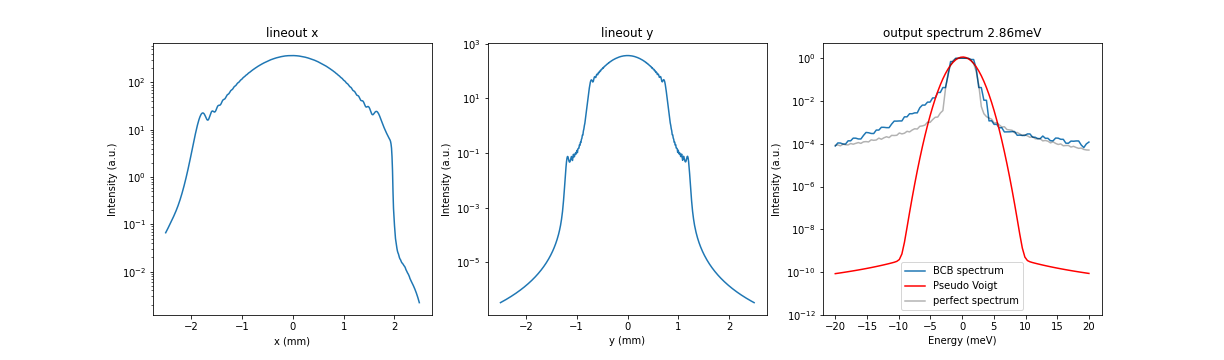 lineout x
Intensity (a.u.)
10²
10¹
10⁰
10⁻¹
10⁻²
−2 −1 0 1 2
x (mm)
lineout y
Intensity (a.u.)
10³
10¹
10⁻¹
10⁻³
10⁻⁵
−2 −1 0 1 2
y (mm)
output spectrum 2.86meV
Intensity (a.u.)
10⁰
10⁻²
10⁻⁴
10⁻⁶
10⁻⁸
10⁻¹⁰
10⁻¹²
BCB spectrum
Pseudo Voigt
perfect spectrum
−20 −15 −10 −5 0 5 10 15 20
Energy (meV)